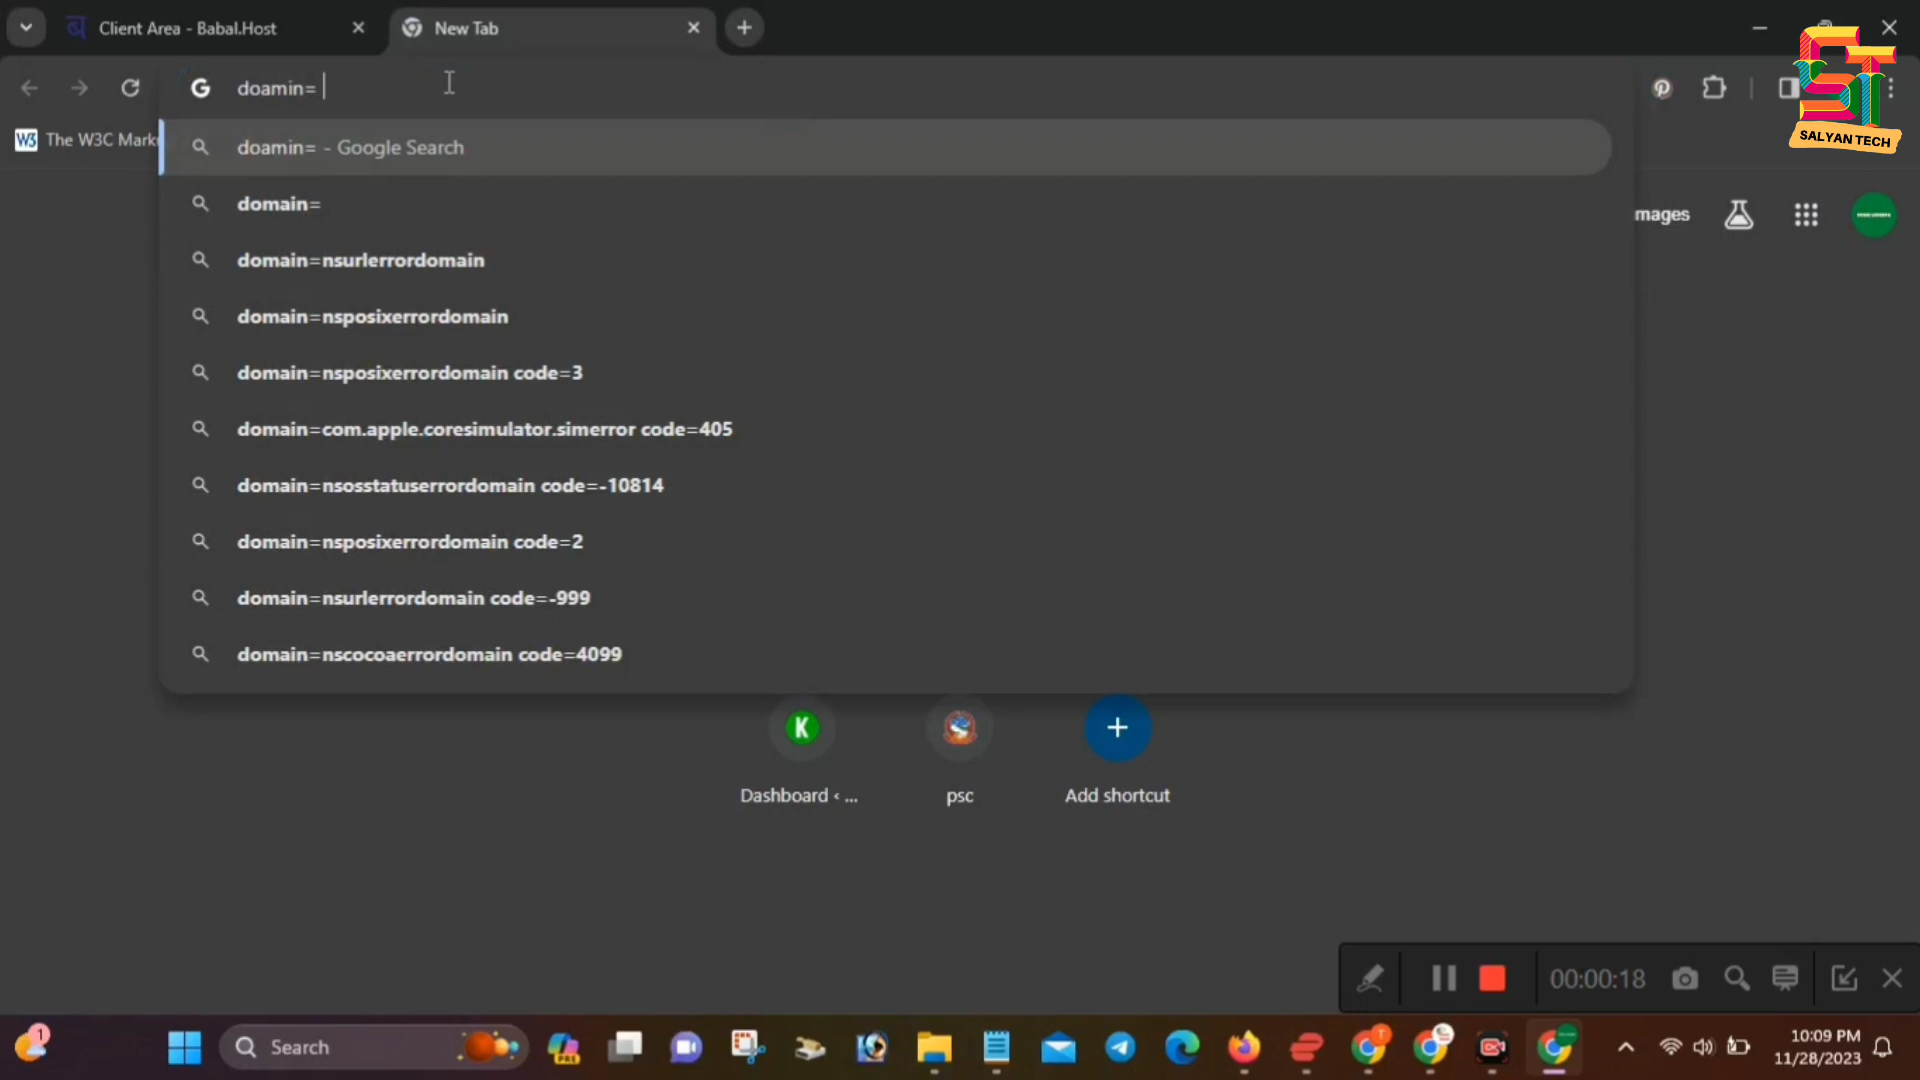 Client Area - Babal.Host
New Tab
doamin=
The W3C Mark
doamin= - Google Search
domain=
domain=nsurlerrordomain
domain=nsposixerrordomain
domain=nsposixerrordomain code=3
domain=com.apple.coresimulator.simerror code=405
domain=nsosstatuserrordomain code=-10814
domain=nsposixerrordomain code=2
domain=nsurlerrordomain code=-999
domain=nscocoaerrordomain code=4099
mages
ST
SALYAN TECH
K
Dashboard ‹ ...
psc
Add shortcut
00:00:18
1
Search
PRE
10:09 PM
11/28/2023